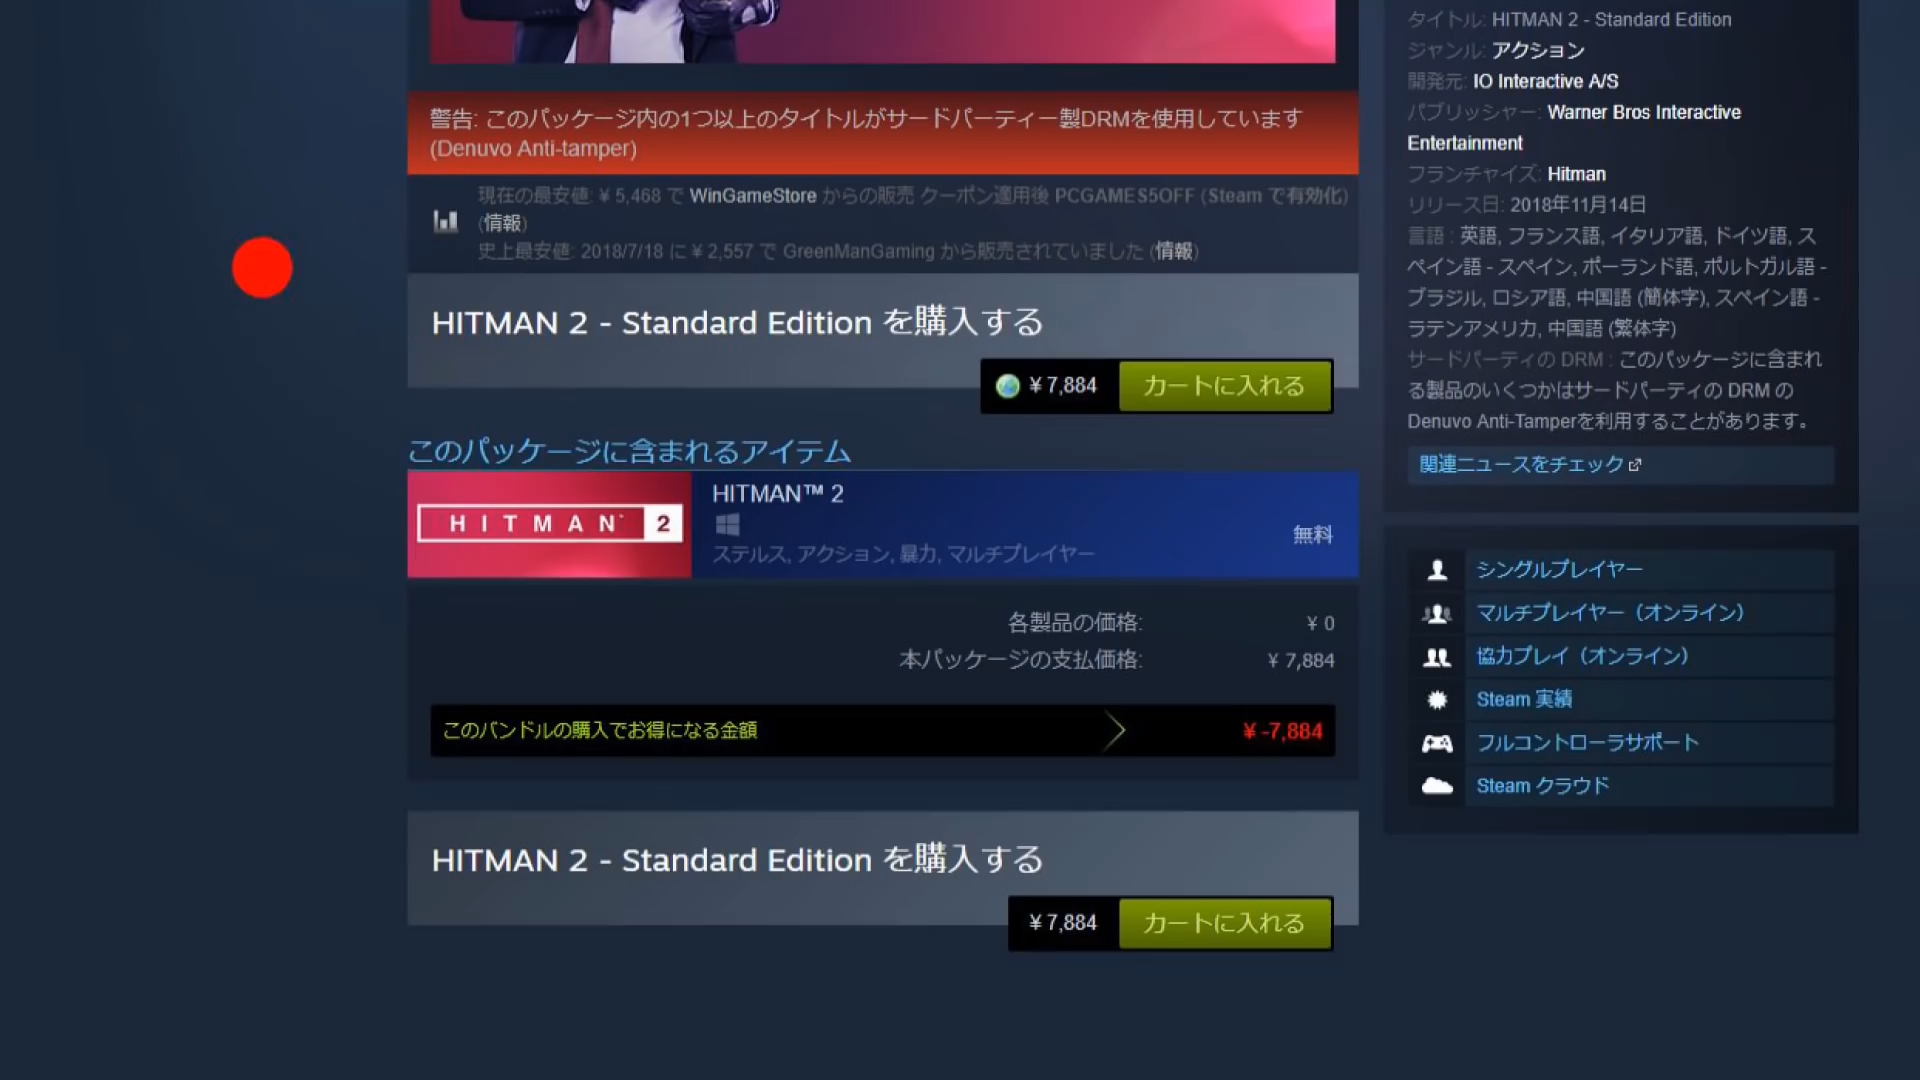 警告: このパッケージ内の1つ以上のタイトルがサードパーティー製DRMを使用しています
(Denuvo Anti-tamper)
現在の最安値: ¥ 5,468 で WinGameStore からの販売 クーポン適用後 PCGAMES5OFF (Steam で有効化)
(情報)
史上最安値: 2018/7/18 に ¥ 2,557 で GreenManGaming から販売されていました (情報)
HITMAN 2 - Standard Edition を購入する
¥ 7,884 カートに入れる
このパッケージに含まれるアイテム
HITMAN 2
HITMAN™ 2
無料
ステルス, アクション, 暴力, マルチプレイヤー
各製品の価格: ¥ 0
本パッケージの支払価格: ¥ 7,884
このバンドルの購入でお得になる金額 ¥ -7,884
HITMAN 2 - Standard Edition を購入する
¥ 7,884 カートに入れる
タイトル: HITMAN 2 - Standard Edition
ジャンル: アクション
開発元: IO Interactive A/S
パブリッシャー: Warner Bros Interactive
Entertainment
フランチャイズ: Hitman
リリース日: 2018年11月14日
言語 : 英語, フランス語, イタリア語, ドイツ語, ス
ペイン語 - スペイン, ポーランド語, ポルトガル語 -
ブラジル, ロシア語, 中国語 (簡体字), スペイン語 -
ラテンアメリカ, 中国語 (繁体字)
サードパーティの DRM : このパッケージに含まれ
る製品のいくつかはサードパーティの DRM の
Denuvo Anti-Tamperを利用することがあります。
関連ニュースをチェック
シングルプレイヤー
マルチプレイヤー（オンライン）
協力プレイ（オンライン）
Steam 実績
フルコントローラサポート
Steam クラウド